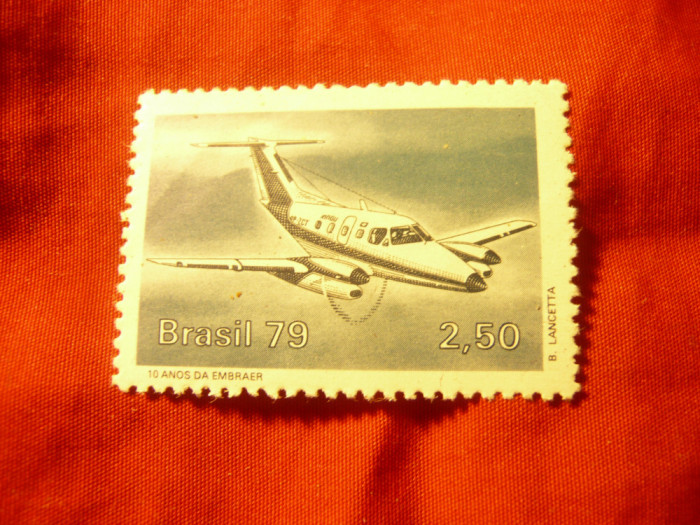 Brasil 79 2,50
10 ANOS DA EMBRAER
B. LANCETTA